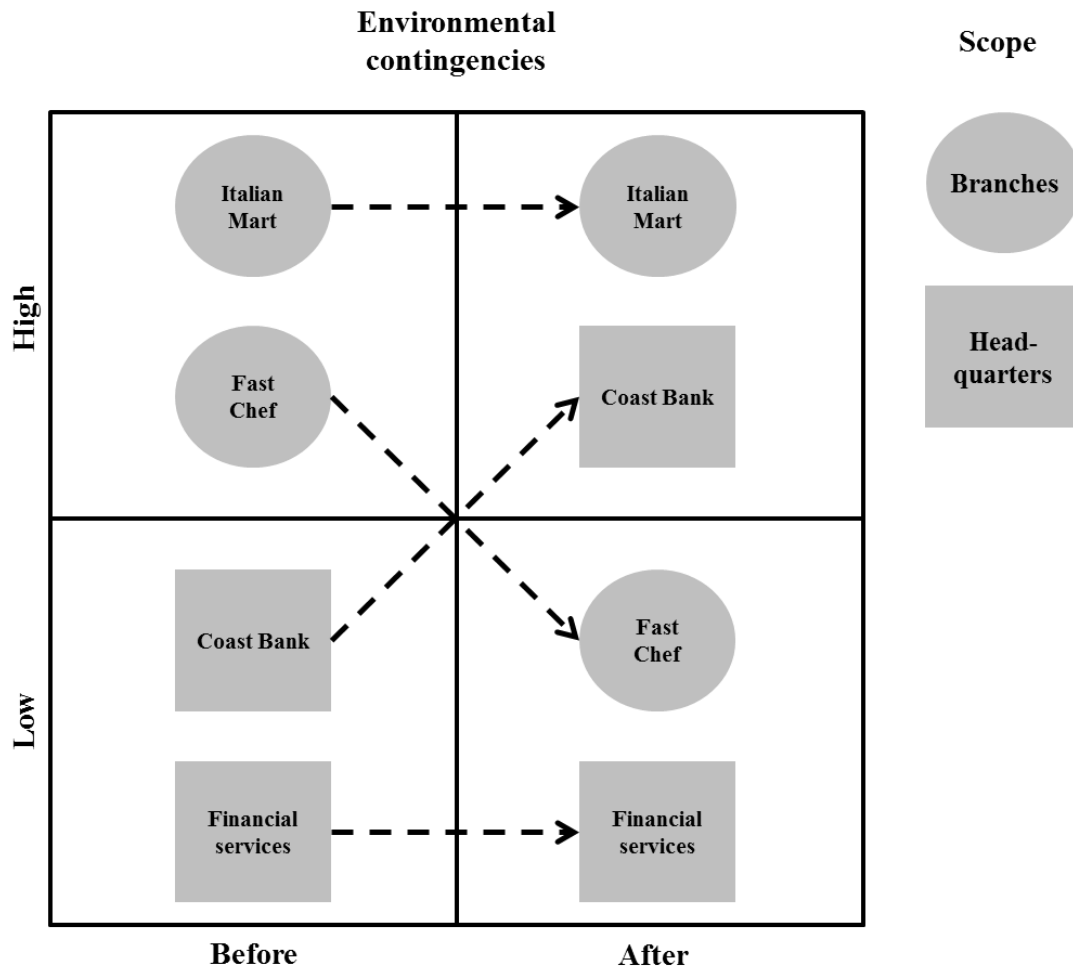 Environmental
contingencies
Scope
High
Low
Italian
Mart
Italian
Mart
Branches
Fast
Chef
Coast Bank
Head-
quarters
Coast Bank
Fast
Chef
Financial
services
Financial
services
Before
After